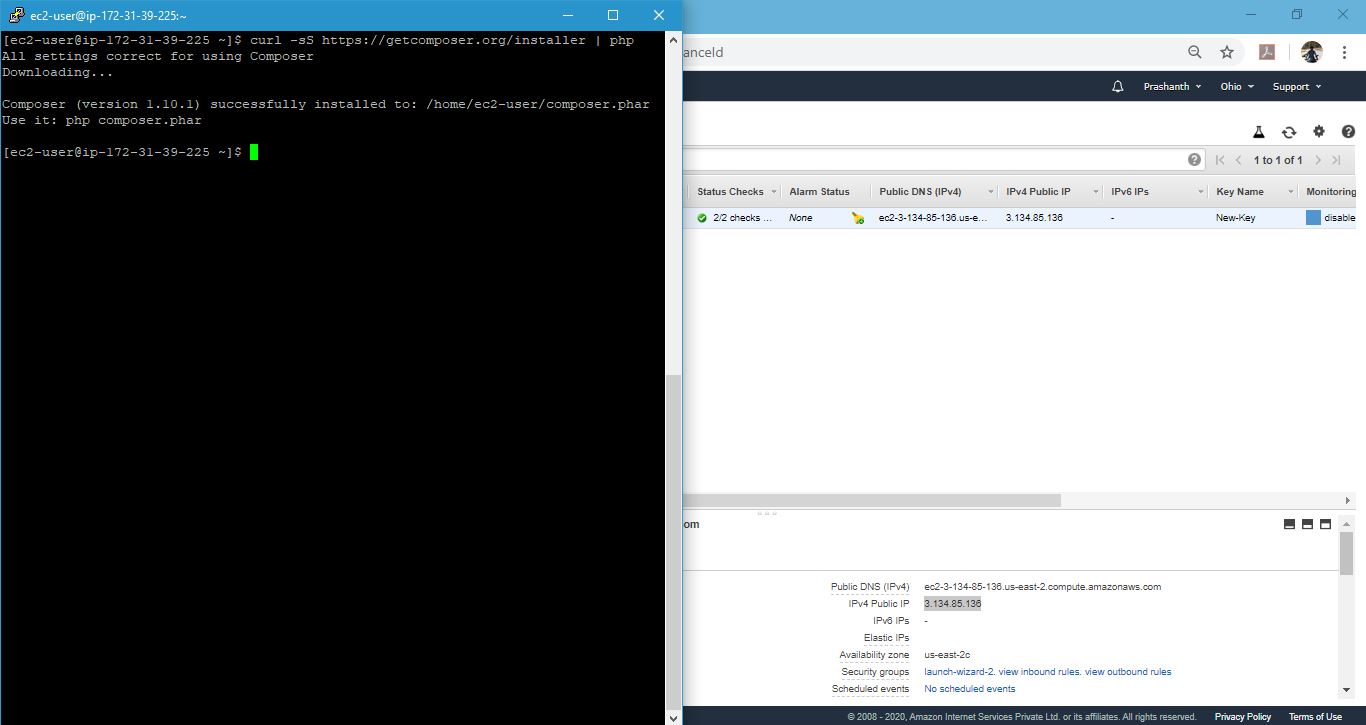 ec2-user@ip-172-31-39-225:~
[ec2-user@ip-172-31-39-225 ~]$ curl -sS https://getcomposer.org/installer | php
All settings correct for using Composer
Downloading...
Composer (version 1.10.1) successfully installed to: /home/ec2-user/composer.phar
Use it: php composer.phar
[ec2-user@ip-172-31-39-225 ~]$
anceId
Prashanth Ohio Support
1 to 1 of 1
Status Checks Alarm Status Public DNS (IPv4) IPv4 Public IP IPv6 IPs Key Name Monitoring
2/2 checks ... None ec2-3-134-85-136.us-e... 3.134.85.136 - New-Key disable
om
Public DNS (IPv4) ec2-3-134-85-136.us-east-2.compute.amazonaws.com
IPv4 Public IP 3.134.85.136
IPv6 IPs -
Elastic IPs
Availability zone us-east-2c
Security groups launch-wizard-2. view inbound rules. view outbound rules
Scheduled events No scheduled events
© 2008 - 2020, Amazon Internet Services Private Ltd. or its affiliates. All rights reserved. Privacy Policy Terms of Use